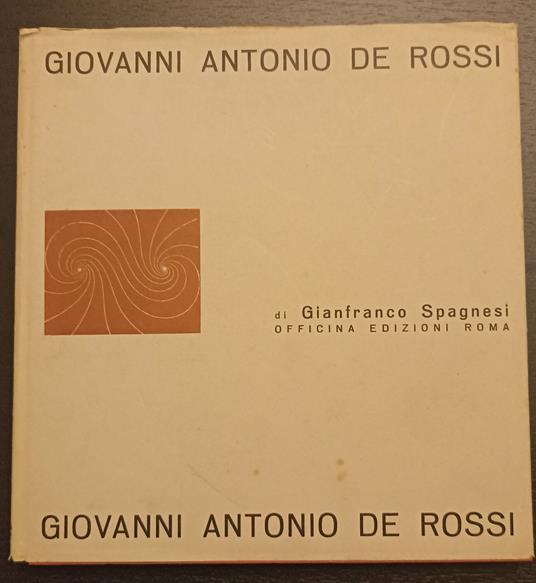 GIOVANNI ANTONIO DE ROSSI
di Gianfranco Spagnesi
OFFICINA EDIZIONI ROMA
GIOVANNI ANTONIO DE ROSSI